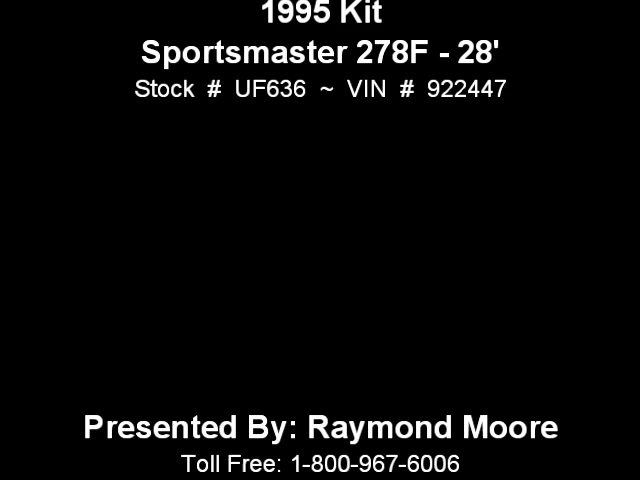 1995 Kit
Sportsmaster 278F - 28'
Stock # UF636 ~ VIN # 922447
Presented By: Raymond Moore
Toll Free: 1-800-967-6006